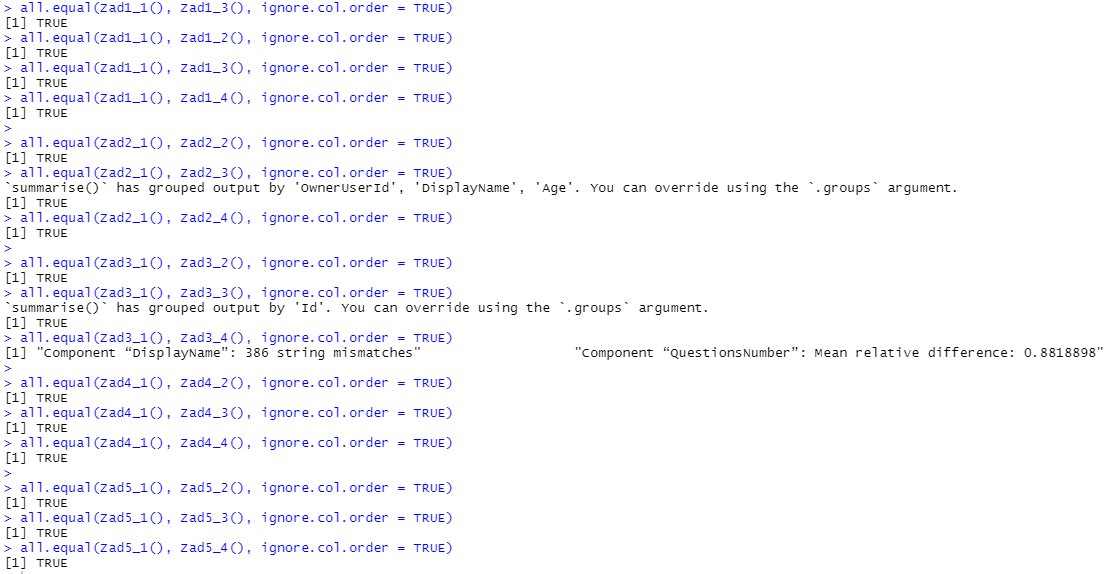 > all.equal(Zad1_1(), Zad1_3(), ignore.col.order = TRUE)
[1] TRUE
> all.equal(Zad1_1(), Zad1_2(), ignore.col.order = TRUE)
[1] TRUE
> all.equal(Zad1_1(), Zad1_3(), ignore.col.order = TRUE)
[1] TRUE
> all.equal(Zad1_1(), Zad1_4(), ignore.col.order = TRUE)
[1] TRUE
>
> all.equal(Zad2_1(), Zad2_2(), ignore.col.order = TRUE)
[1] TRUE
> all.equal(Zad2_1(), Zad2_3(), ignore.col.order = TRUE)
`summarise()` has grouped output by 'OwnerUserId', 'DisplayName', 'Age'. You can override using the `.groups` argument.
[1] TRUE
> all.equal(Zad2_1(), Zad2_4(), ignore.col.order = TRUE)
[1] TRUE
>
> all.equal(Zad3_1(), Zad3_2(), ignore.col.order = TRUE)
[1] TRUE
> all.equal(Zad3_1(), Zad3_3(), ignore.col.order = TRUE)
`summarise()` has grouped output by 'Id'. You can override using the `.groups` argument.
[1] TRUE
> all.equal(Zad3_1(), Zad3_4(), ignore.col.order = TRUE)
[1] "Component “DisplayName”: 386 string mismatches" "Component “QuestionsNumber”: Mean relative difference: 0.8818898"
>
> all.equal(Zad4_1(), Zad4_2(), ignore.col.order = TRUE)
[1] TRUE
> all.equal(Zad4_1(), Zad4_3(), ignore.col.order = TRUE)
[1] TRUE
> all.equal(Zad4_1(), Zad4_4(), ignore.col.order = TRUE)
[1] TRUE
>
> all.equal(Zad5_1(), Zad5_2(), ignore.col.order = TRUE)
[1] TRUE
> all.equal(Zad5_1(), Zad5_3(), ignore.col.order = TRUE)
[1] TRUE
> all.equal(Zad5_1(), Zad5_4(), ignore.col.order = TRUE)
[1] TRUE